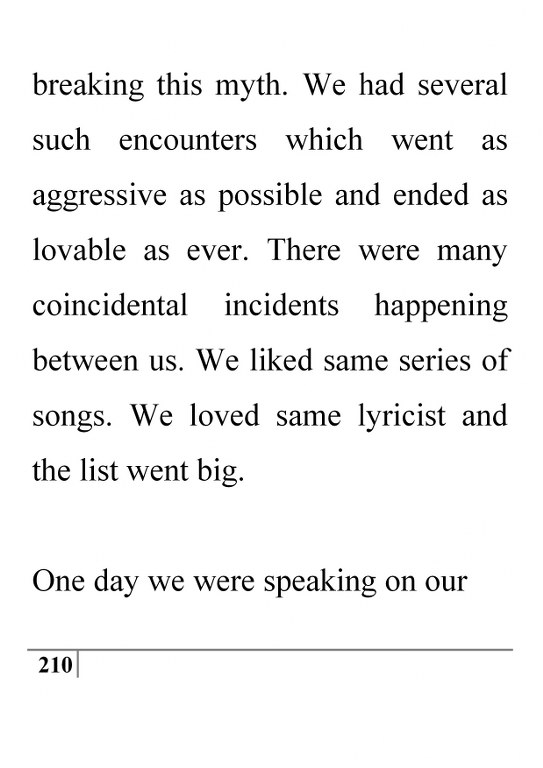 breaking this myth. We had several
such encounters which went as
aggressive as possible and ended as
lovable as ever. There were many
coincidental incidents happening
between us. We liked same series of
songs. We loved same lyricist and
the list went big.
One day we were speaking on our
210